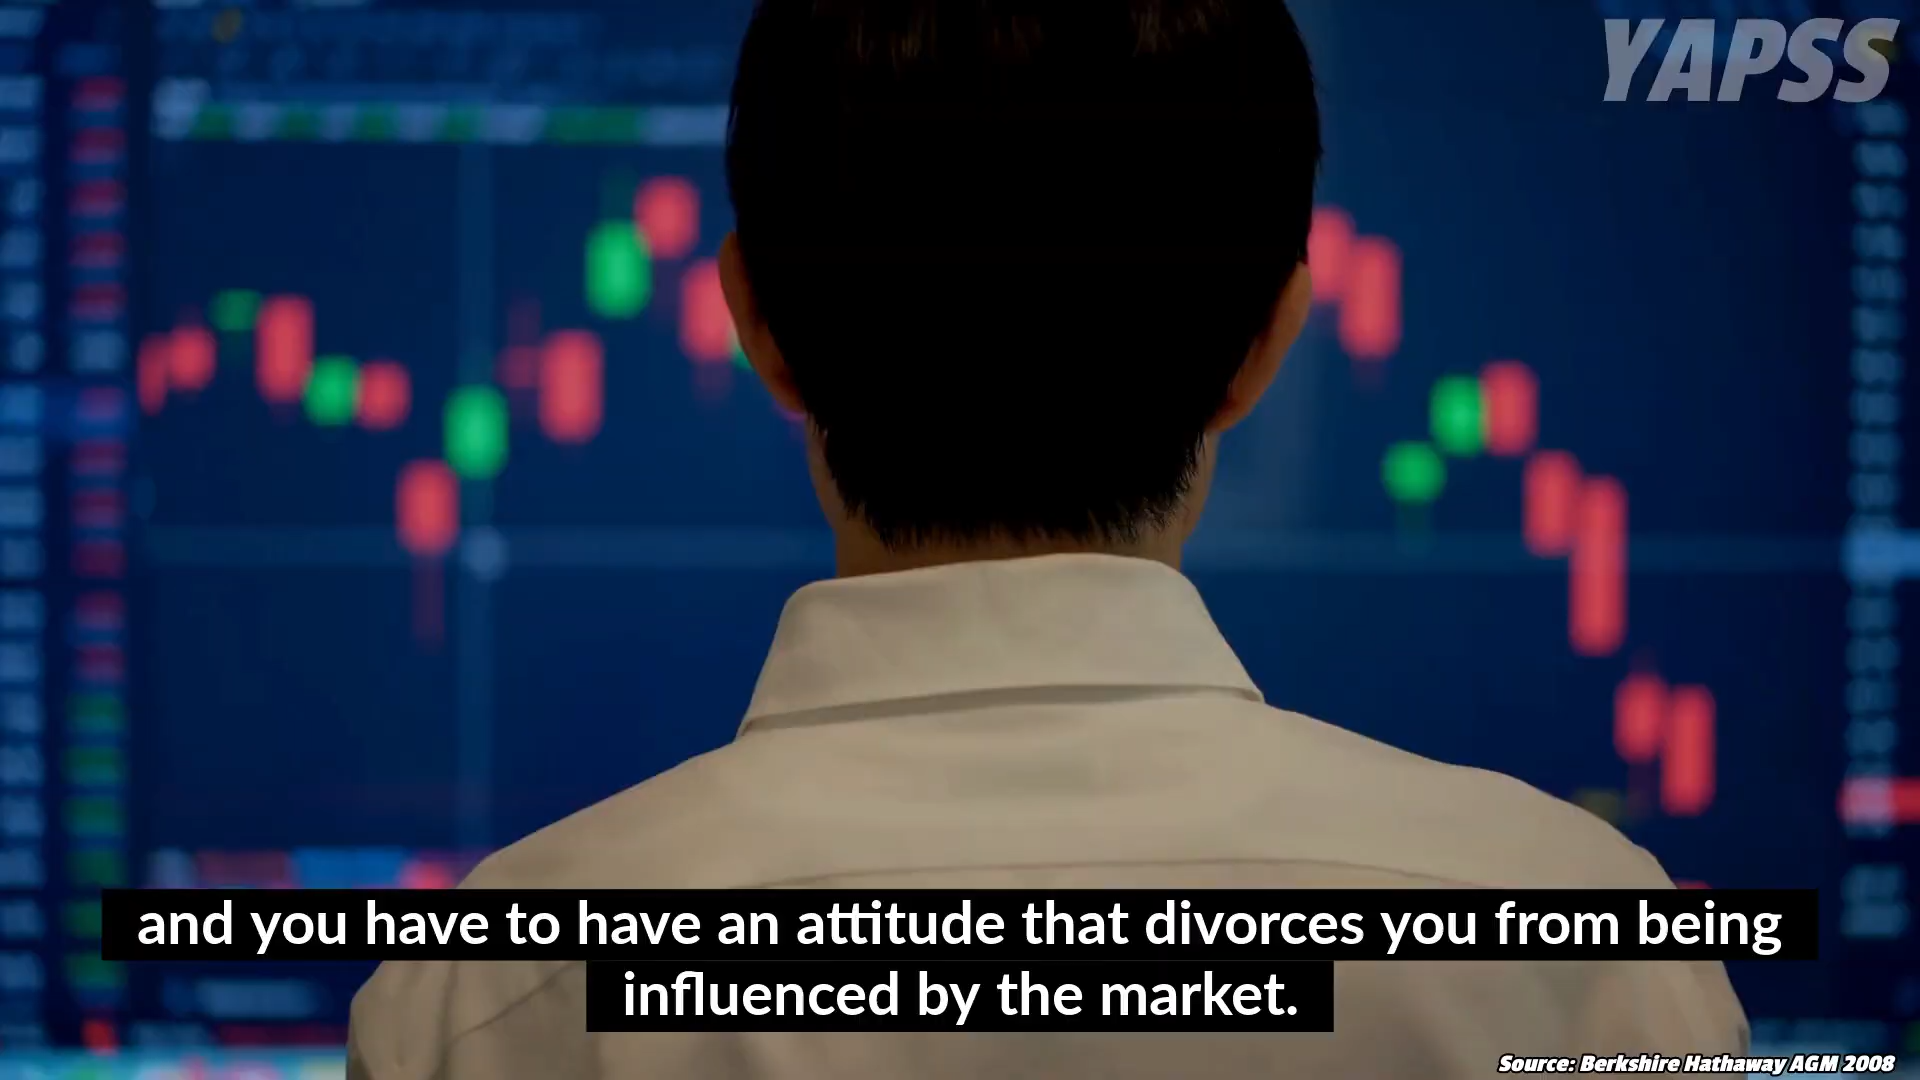 YAPSS
and you have to have an attitude that divorces you from being
influenced by the market.
Source: Berkshire Hathaway AGM 2008